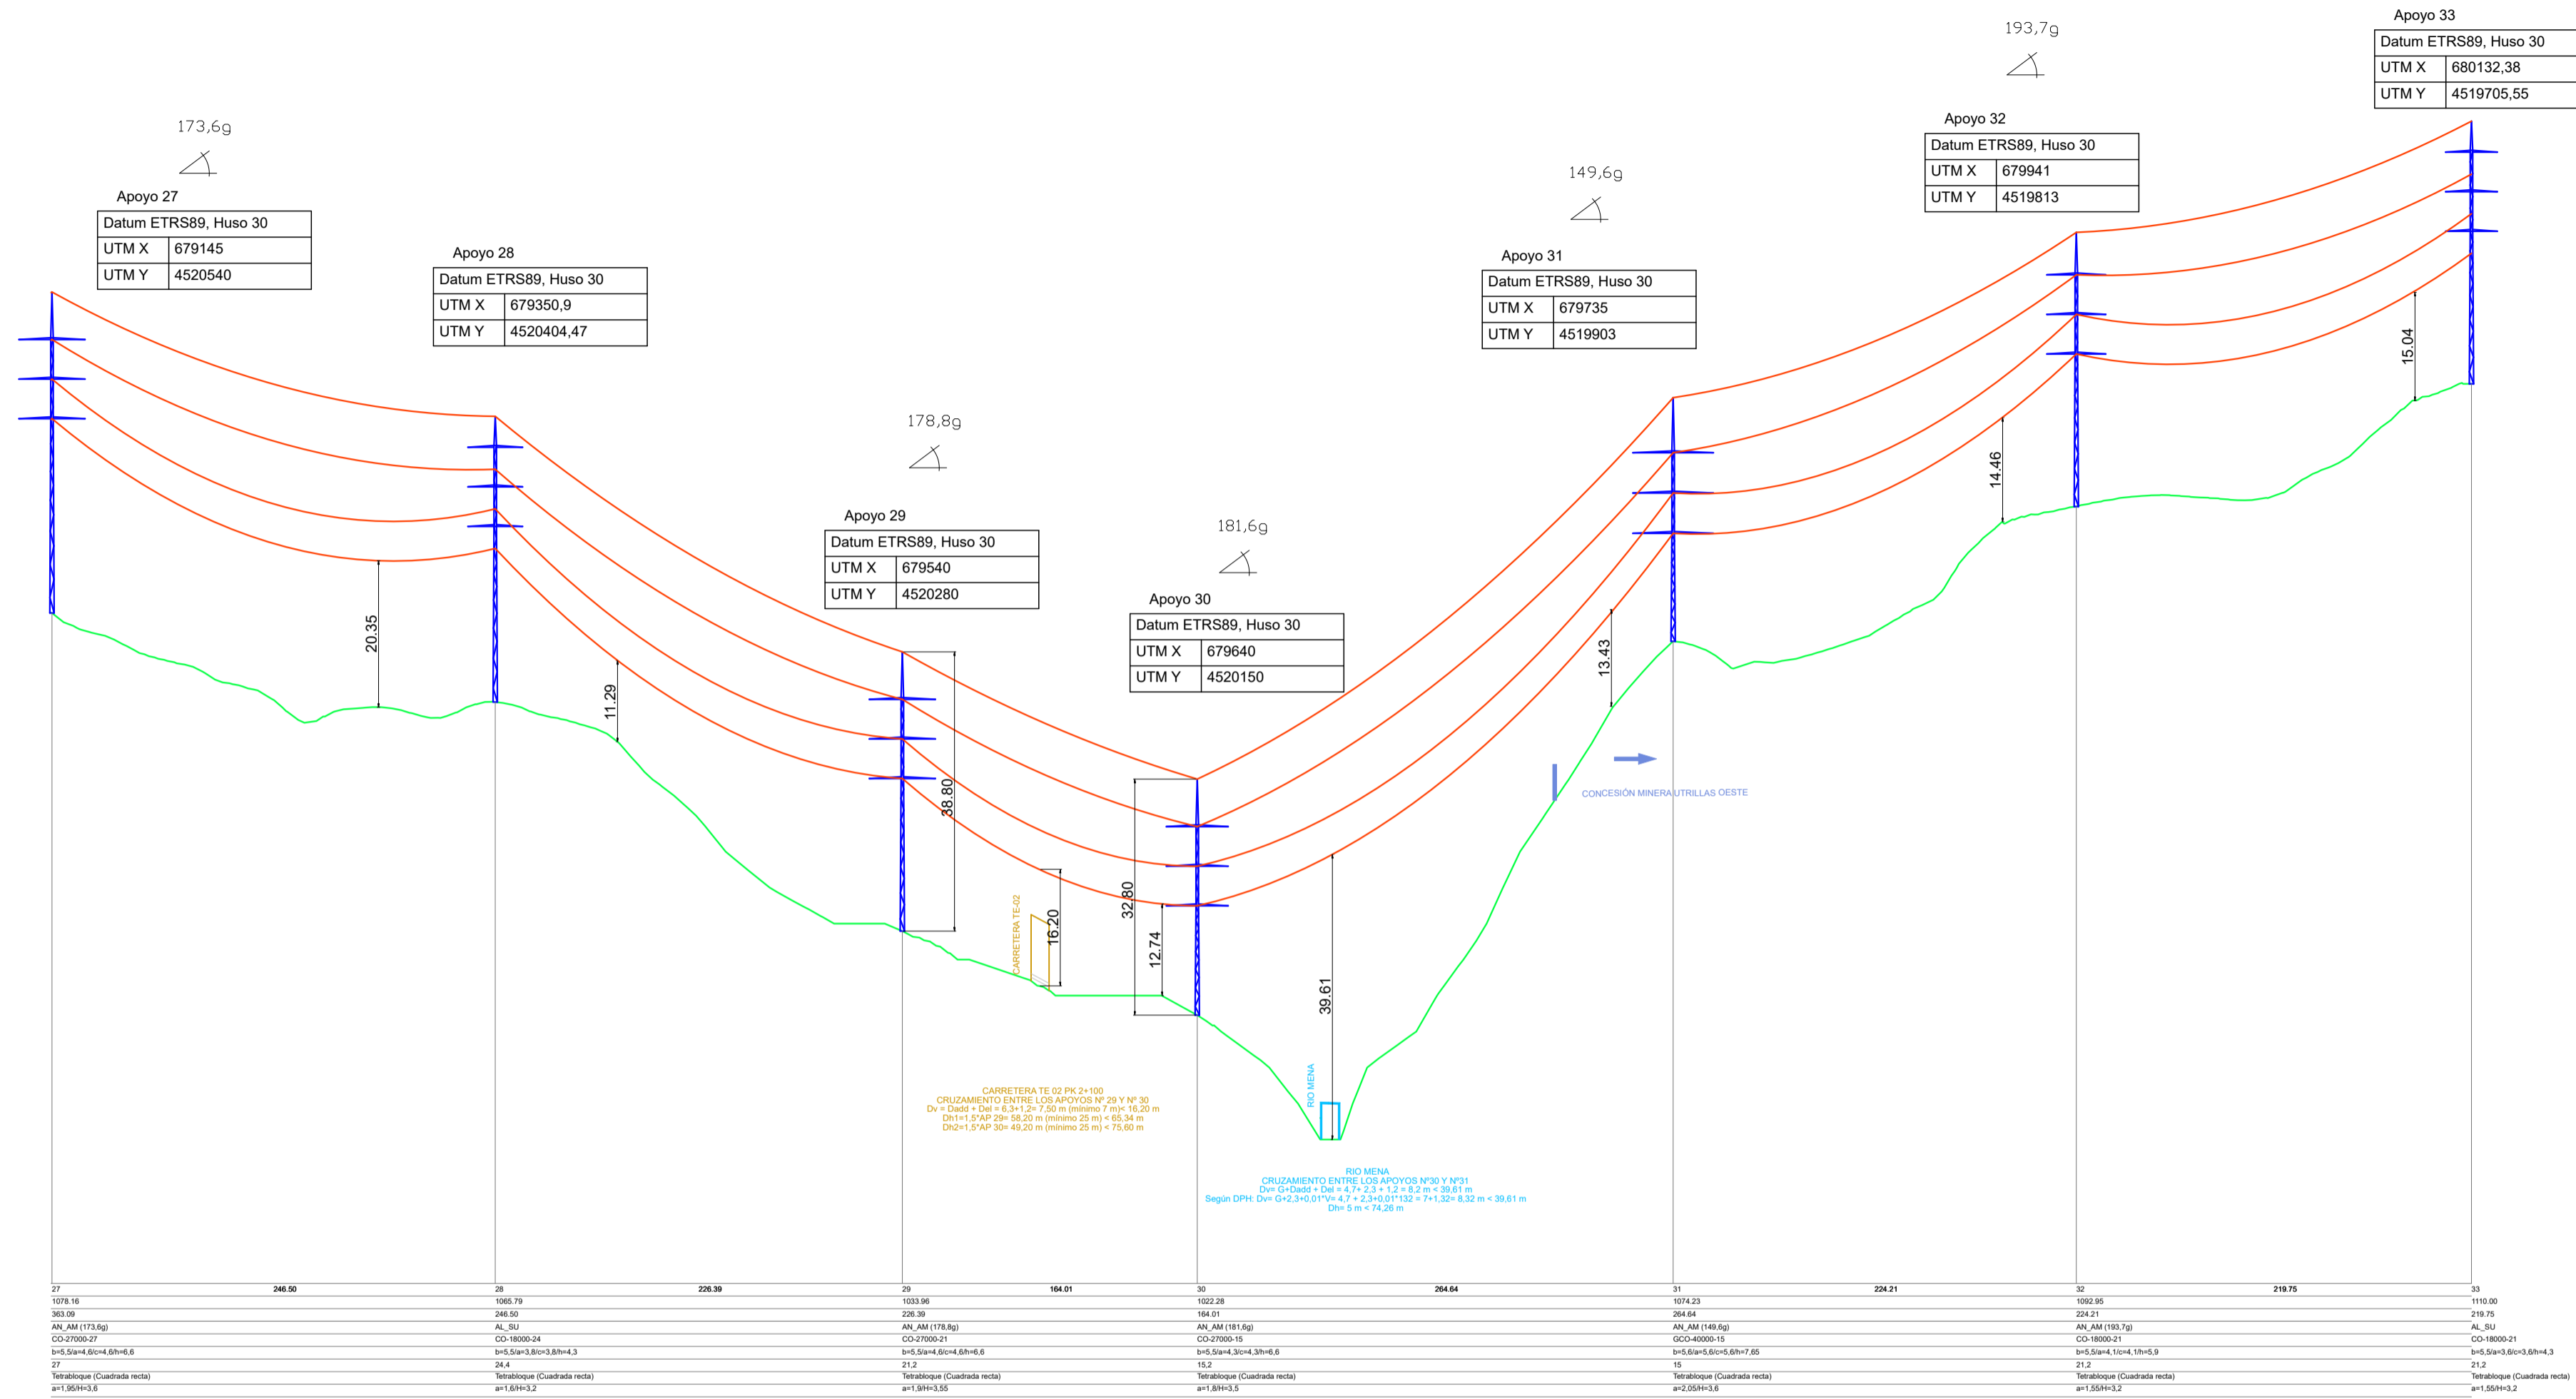 Apoyo 33
Datum ETRS89, Huso 30
UTM X 680132,38
UTM Y 4519705,55
193,7g
Apoyo 32
Datum ETRS89, Huso 30
UTM X 679941
UTM Y 4519813
173,6g
Apoyo 27
Datum ETRS89, Huso 30
UTM X 679145
UTM Y 4520540
149,6g
Apoyo 31
Datum ETRS89, Huso 30
UTM X 679735
UTM Y 4519903
Apoyo 28
Datum ETRS89, Huso 30
UTM X 679350,9
UTM Y 4520404,47
178,8g
Apoyo 29
Datum ETRS89, Huso 30
UTM X 679540
UTM Y 4520280
181,6g
Apoyo 30
Datum ETRS89, Huso 30
UTM X 679640
UTM Y 4520150
20.35
11.29
38.80
16.20
CARRETERA TE-02
32.80
12.74
39.61
RIO MENA
13.43
14.46
15.04
CONCESIÓN MINERA UTRILLAS OESTE
CARRETERA TE 02 PK 2+100
CRUZAMIENTO ENTRE LOS APOYOS Nº 29 Y Nº 30
Dv = Dadd + Del = 6,3+1,2= 7,50 m (mínimo 7 m)< 16,20 m
Dh1=1,5*AP 29= 58,20 m (mínimo 25 m) < 65,34 m
Dh2=1,5*AP 30= 49,20 m (mínimo 25 m) < 75,60 m
RIO MENA
CRUZAMIENTO ENTRE LOS APOYOS Nº30 Y Nº31
Dv= G+Dadd + Del = 4,7+ 2,3 + 1,2 = 8,2 m < 39,61 m
Según DPH: Dv= G+2,3+0,01*V= 4,7 + 2,3+0,01*132 = 7+1,32= 8,32 m < 39,61 m
Dh= 5 m < 74,26 m
27 246.50 28 226.39 29 164.01 30 264.64 31 224.21 32 219.75 33
1078.16 1065.79 1033.96 1022.28 1074.23 1092.95 1110.00
363.09 246.50 226.39 164.01 264.64 224.21 219.75
AN_AM (173,6g) AL_SU AN_AM (178,8g) AN_AM (181,6g) AN_AM (149,6g) AN_AM (193,7g) AL_SU
CO-27000-27 CO-18000-24 CO-27000-21 CO-27000-15 GCO-40000-15 CO-18000-21 CO-18000-21
b=5,5/a=4,6/c=4,6/h=6,6 b=5,5/a=3,8/c=3,8/h=4,3 b=5,5/a=4,6/c=4,6/h=6,6 b=5,5/a=4,3/c=4,3/h=6,6 b=5,6/a=5,6/c=5,6/h=7,65 b=5,5/a=4,1/c=4,1/h=5,9 b=5,5/a=3,6/c=3,6/h=4,3
27 24,4 21,2 15,2 15 21,2 21,2
Tetrabloque (Cuadrada recta) Tetrabloque (Cuadrada recta) Tetrabloque (Cuadrada recta) Tetrabloque (Cuadrada recta) Tetrabloque (Cuadrada recta) Tetrabloque (Cuadrada recta) Tetrabloque (Cuadrada recta)
a=1,95/H=3,6 a=1,6/H=3,2 a=1,9/H=3,55 a=1,8/H=3,5 a=2,05/H=3,6 a=1,55/H=3,2 a=1,55/H=3,2